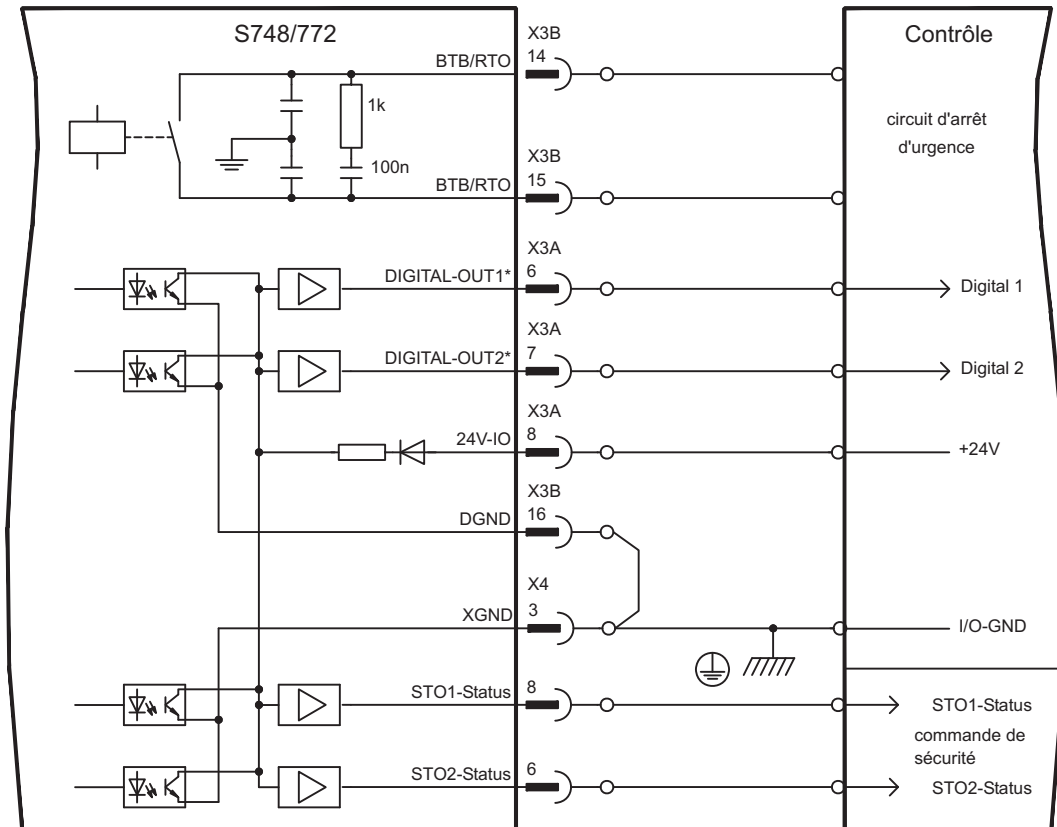 S748/772
X3B
Contrôle
BTB/RTO
14
1k
circuit d'arrêt
d'urgence
100n
X3B
BTB/RTO
15
X3A
DIGITAL-OUT1*
6
Digital 1
X3A
DIGITAL-OUT2*
7
Digital 2
X3A
24V-IO
8
+24V
X3B
DGND
16
X4
XGND
3
I/O-GND
STO1-Status
8
STO1-Status
commande de
sécurité
STO2-Status
6
STO2-Status